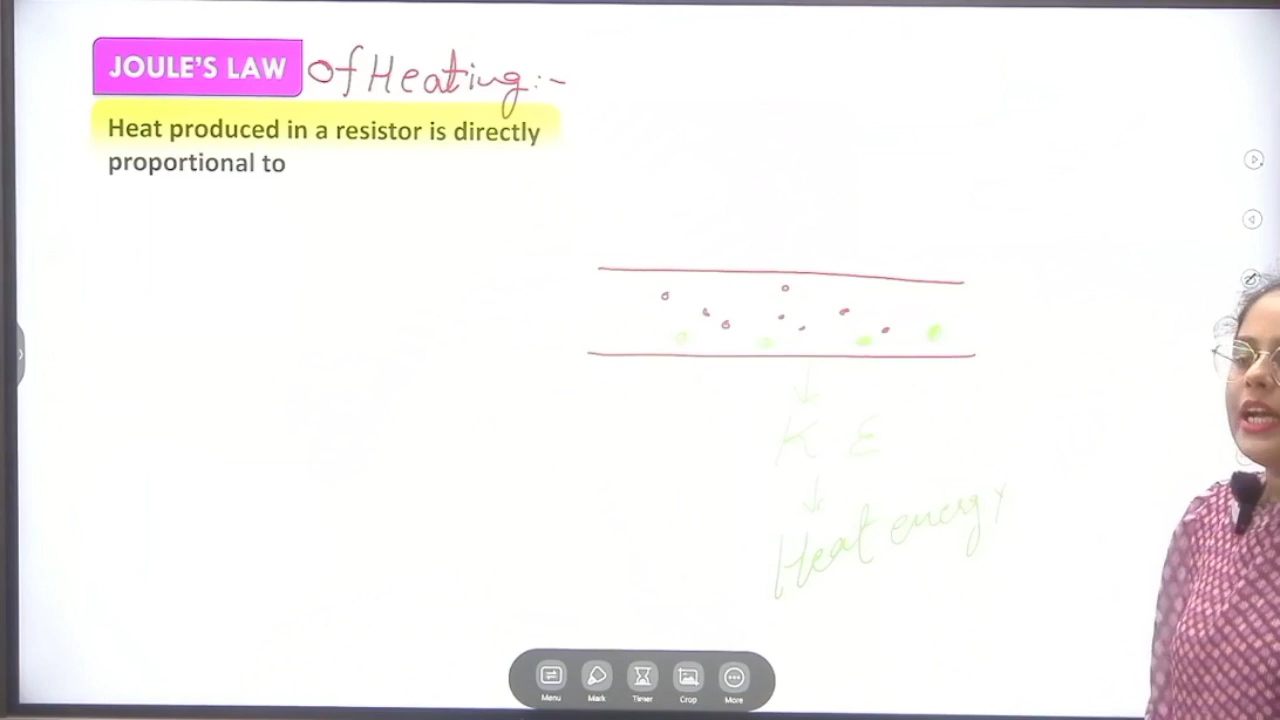 JOULE'S LAW Of Heating:-
Heat produced in a resistor is directly
proportional to
K E
Heat energy
Menu Mark Timer Crop More